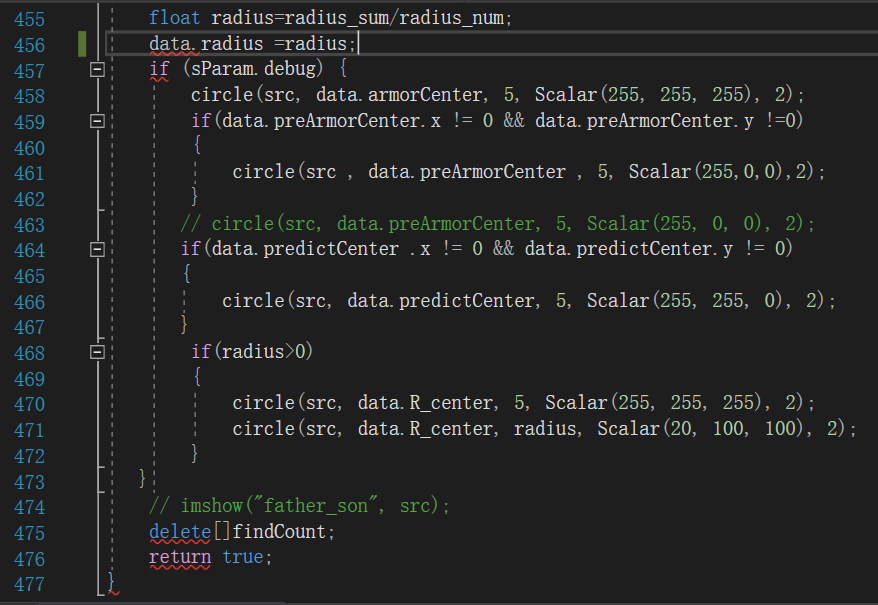 455 float radius=radius_sum/radius_num;
456 data.radius =radius;
457 if (sParam.debug) {
458 circle(src, data.armorCenter, 5, Scalar(255, 255, 255), 2);
459 if(data.preArmorCenter.x != 0 && data.preArmorCenter.y !=0)
460 {
461 circle(src , data.preArmorCenter , 5, Scalar(255,0,0),2);
462 }
463 // circle(src, data.preArmorCenter, 5, Scalar(255, 0, 0), 2);
464 if(data.predictCenter .x != 0 && data.predictCenter.y != 0)
465 {
466 circle(src, data.predictCenter, 5, Scalar(255, 255, 0), 2);
467 }
468 if(radius>0)
469 {
470 circle(src, data.R_center, 5, Scalar(255, 255, 255), 2);
471 circle(src, data.R_center, radius, Scalar(20, 100, 100), 2);
472 }
473 }
474 // imshow("father_son", src);
475 delete[]findCount;
476 return true;
477 }